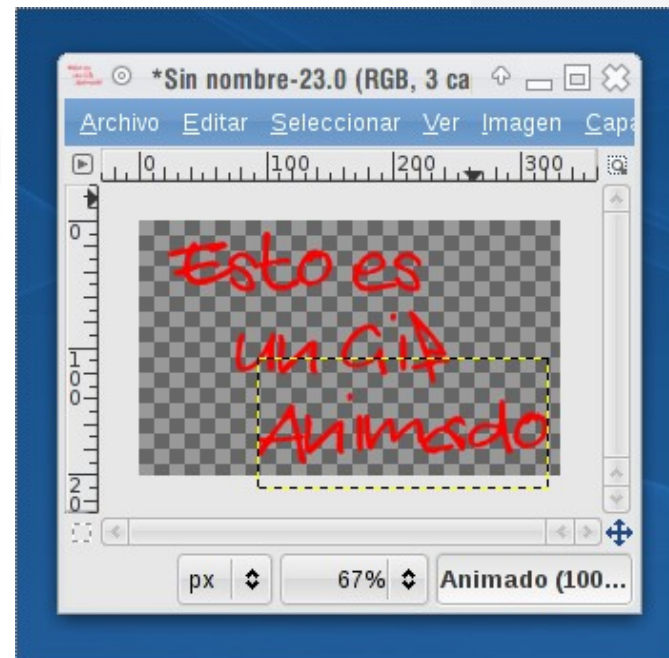 *Sin nombre-23.0 (RGB, 3 ca
Archivo Editar Seleccionar Ver Imagen Capa
0 100 200 300
0
100
20
Esto es
un Gif
Animado
px 67% Animado (100...